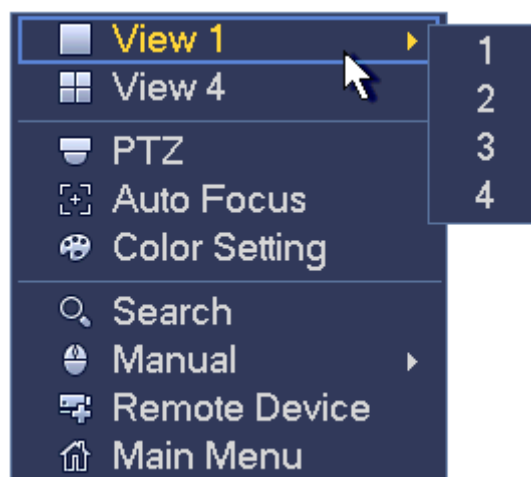 View 1
View 4
PTZ
Auto Focus
Color Setting
Search
Manual
Remote Device
Main Menu
1
2
3
4